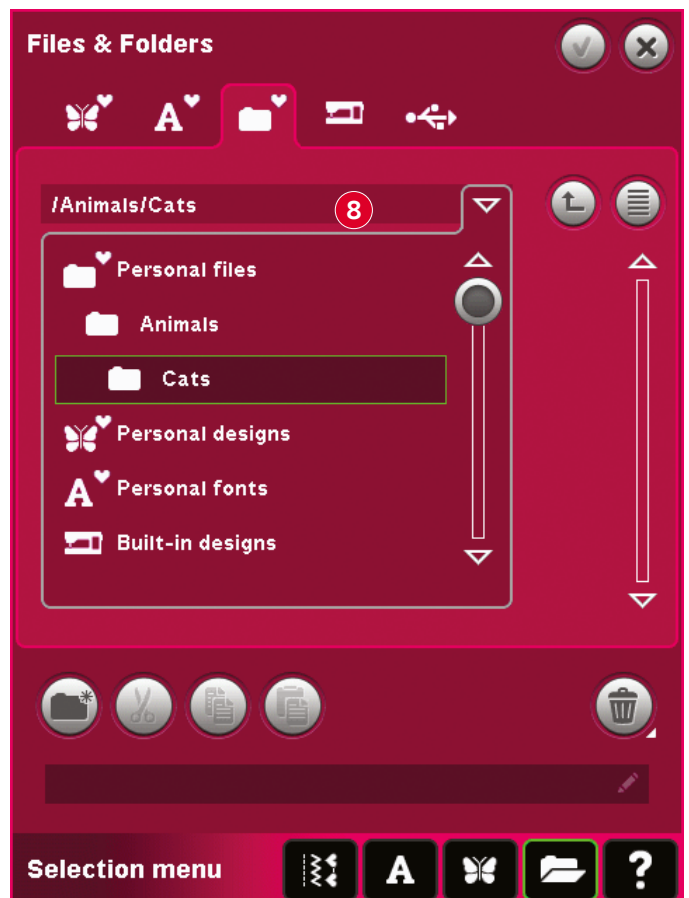 Files & Folders
A
/Animals/Cats
8
Personal files
Animals
Cats
Personal designs
A Personal fonts
Built-in designs
Selection menu
A
?